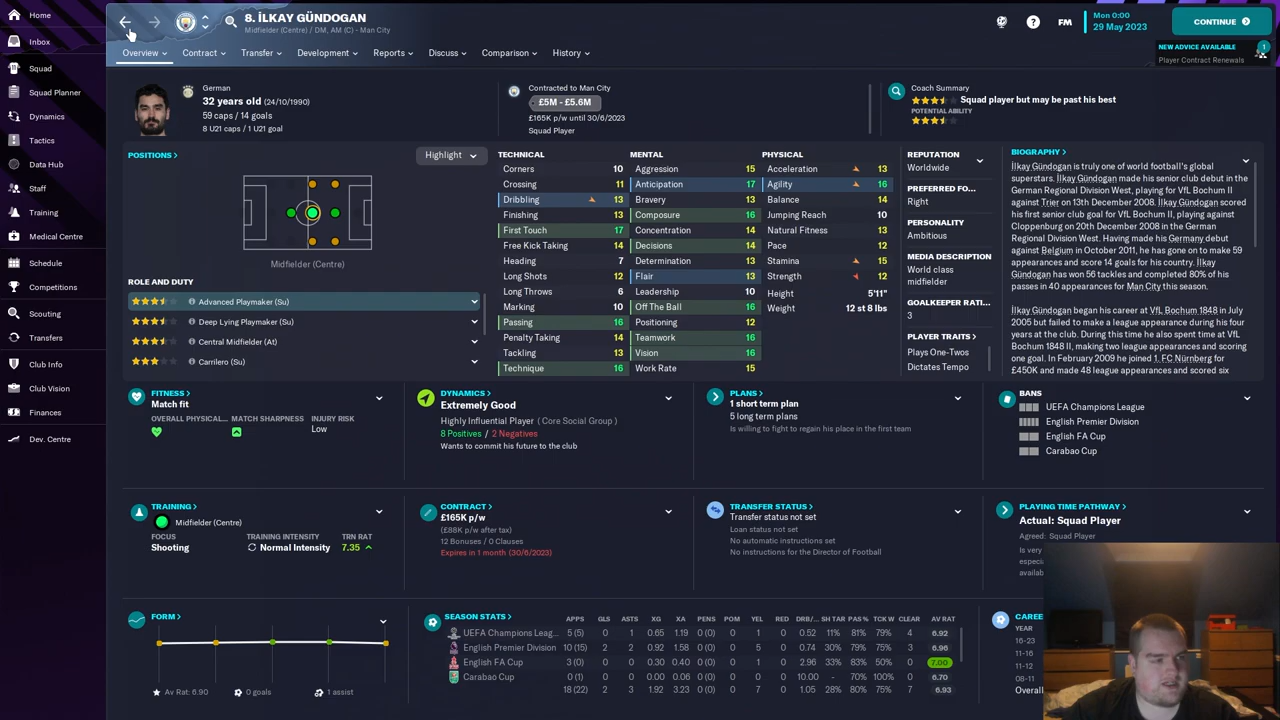 Home
Inbox
Squad
Squad Planner
Dynamics
Tactics
Data Hub
Staff
Training
Medical Centre
Schedule
Competitions
Scouting
Transfers
Club Info
Club Vision
Finances
Dev. Centre
8. İLKAY GÜNDOGAN
Midfielder (Centre) / DM, AM (C) - Man City
FM
Mon 0:00
29 May 2023
CONTINUE
Overview
Contract
Transfer
Development
Reports
Discuss
Comparison
History
NEW ADVICE AVAILABLE 1
Player Contract Renewals
German
32 years old (24/10/1990)
59 caps / 14 goals
8 U21 caps / 1 U21 goal
Contracted to Man City
£5M - £5.6M
£165K p/w until 30/6/2023
Squad Player
Coach Summary
Squad player but may be past his best
POTENTIAL ABILITY
POSITIONS
Highlight
Midfielder (Centre)
ROLE AND DUTY
Advanced Playmaker (Su)
Deep Lying Playmaker (Su)
Central Midfielder (At)
Carrilero (Su)
TECHNICAL
Corners 10
Crossing 11
Dribbling 13
Finishing 13
First Touch 17
Free Kick Taking 14
Heading 7
Long Shots 12
Long Throws 6
Marking 10
Passing 16
Penalty Taking 14
Tackling 13
Technique 16
MENTAL
Aggression 15
Anticipation 17
Bravery 13
Composure 16
Concentration 14
Decisions 14
Determination 13
Flair 13
Leadership 10
Off The Ball 16
Positioning 12
Teamwork 16
Vision 16
Work Rate 15
PHYSICAL
Acceleration 13
Agility 16
Balance 14
Jumping Reach 10
Natural Fitness 13
Pace 12
Stamina 15
Strength 12
Height 5'11"
Weight 12 st 8 lbs
REPUTATION
Worldwide
PREFERRED FO...
Right
PERSONALITY
Ambitious
MEDIA DESCRIPTION
World class
midfielder
GOALKEEPER RATI...
3
PLAYER TRAITS
Plays One-Twos
Dictates Tempo
BIOGRAPHY
İlkay Gündogan is truly one of world football's global
superstars. İlkay Gündogan made his senior club debut in the
German Regional Division West, playing for VfL Bochum II
against Trier on 13th December 2008. İlkay Gündogan
scored his first senior club goal for VfL Bochum II, playing
against Cloppenburg on 20th December 2008 in the
German Regional Division West. Having made his Germany debut
against Belgium in October 2011, he has gone on to make 59
appearances and score 14 goals for his country. İlkay
Gündogan has won 56 tackles and completed 80% of his
passes in 40 appearances for Man City this season.
İlkay Gündogan began his career at VfL Bochum 1848 in
July 2005 but failed to make a league appearance during his
four years at the club. During this time he also spent time at VfL
Bochum 1848 II, making two league appearances and scoring
one goal. In February 2009 he joined 1. FC Nürnberg for
£450K and made 48 league appearances and scored six
FITNESS
Match fit
OVERALL PHYSICAL... MATCH SHARPNESS INJURY RISK
Low
DYNAMICS
Extremely Good
Highly Influential Player ( Core Social Group )
8 Positives / 2 Negatives
Wants to commit his future to the club
PLANS
1 short term plan
5 long term plans
Is willing to fight to regain his place in the first team
BANS
UEFA Champions League
English Premier Division
English FA Cup
Carabao Cup
TRAINING
Midfielder (Centre)
FOCUS TRAINING INTENSITY TRN RAT
Shooting Normal Intensity 7.35
CONTRACT
£165K p/w
(£88K p/w after tax)
12 Bonuses / 0 Clauses
Expires in 1 month (30/6/2023)
TRANSFER STATUS
Transfer status not set
Loan status not set
No automatic instructions set
No instructions for the Director of Football
PLAYING TIME PATHWAY
Actual: Squad Player
Agreed: Squad Player
FORM
Av Rat: 6.90
0 goals
1 assist
SEASON STATS
APPS GLS ASTS XG XA PENS POM YEL RED DRB/... SH TAR PAS % TCK W CLEAR AV RAT
UEFA Champions Leag... 5 (5) 0 1 0.65 1.19 0 (0) 0 1 0 0.52 11% 81% 79% 4 6.92
English Premier Division 10 (15) 2 2 0.92 1.58 0 (0) 0 5 0 0.74 30% 79% 74% 3 6.96
English FA Cup 3 (0) 0 0 0.30 0.40 0 (0) 0 1 0 2.96 33% 83% 50% 0 7.00
Carabao Cup 0 (1) 0 0 0.00 0.06 0 (0) 0 0 0 10.00 - 70% 100% 0 6.70
18 (22) 2 3 1.92 3.23 0 (0) 0 7 0 1.05 28% 80% 75% 7 6.93
CAREE
YEAR
16-23
11-16
11-12
08-11
Overall